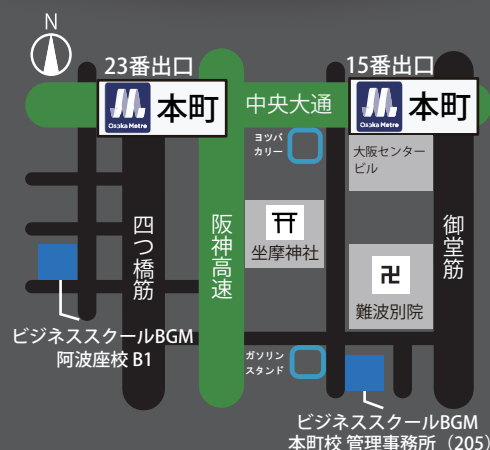 N
23番出口
15番出口
Osaka Metro
本町
中央大通
Osaka Metro
本町
ヨツバ
カリー
大阪センター
ビル
四つ橋筋
阪神高速
坐摩神社
御堂筋
卍
難波別院
ビジネススクールBGM
阿波座校 B1
ガソリン
スタンド
ビジネススクールBGM
本町校 管理事務所（205）